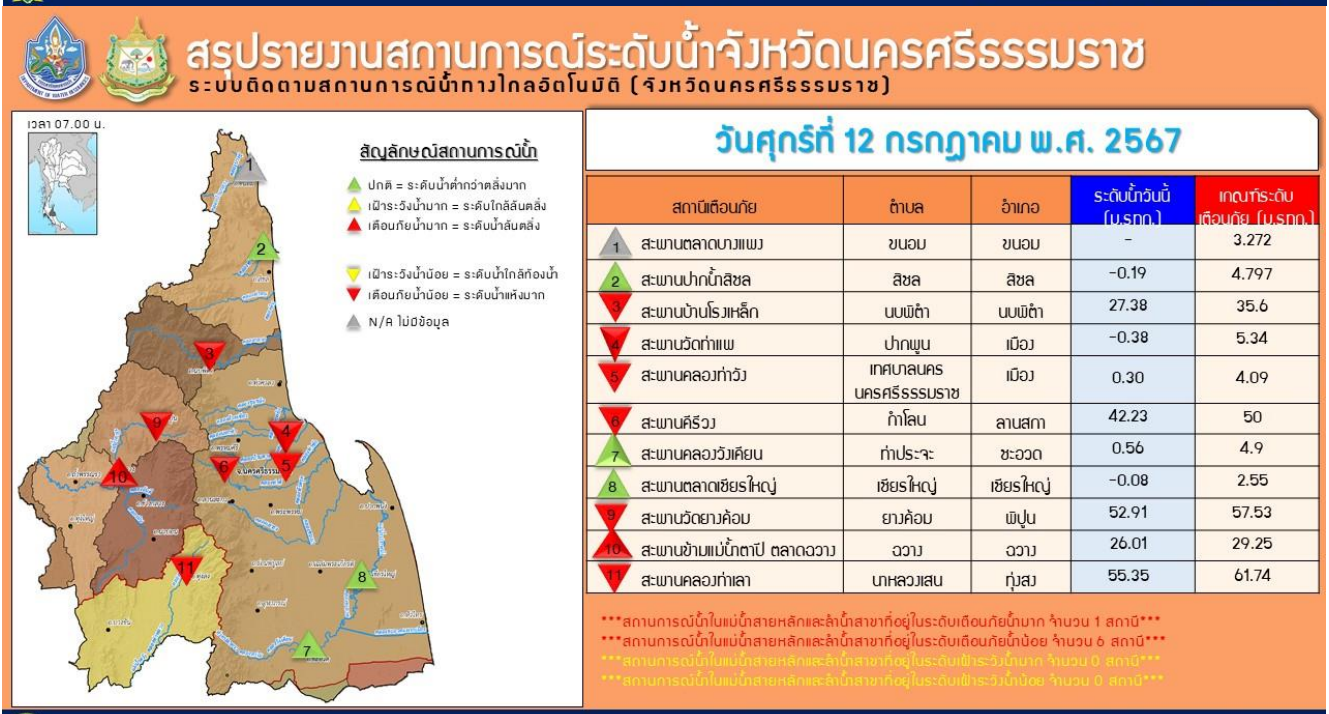 สรุปรายงานสถานการณ์ระดับน้ำจังหวัดนครศรีธรรมราช
ระบบติดตามสถานการณ์น้ำทางไกลอัตโนมัติ (จังหวัดนครศรีธรรมราช)
เวลา 07.00 น.
สัญลักษณ์สถานการณ์น้ำ
ปกติ = ระดับน้ำต่ำกว่าตลิ่งมาก
เฝ้าระวังน้ำมาก = ระดับใกล้ล้นตลิ่ง
เตือนภัยน้ำมาก = ระดับน้ำล้นตลิ่ง
เฝ้าระวังน้ำน้อย = ระดับน้ำใกล้ท้องน้ำ
เตือนภัยน้ำน้อย = ระดับน้ำแห้งมาก
N/A ไม่มีข้อมูล
1
2
3
9
4
10
6
5
11
8
7
วันศุกร์ที่ 12 กรกฎาคม พ.ศ. 2567
สถานีเตือนภัย ตำบล อำเภอ ระดับน้ำวันนี้ (ม.รทก.) เกณฑ์ระดับเตือนภัย (ม.รทก.)
1 สะพานตลาดบางแพง ขนอม ขนอม - 3.272
2 สะพานปากน้ำสิชล สิชล สิชล -0.19 4.797
3 สะพานบ้านโรงเหล็ก นบพิตำ นบพิตำ 27.38 35.6
4 สะพานวัดท่าแพ ปากพูน เมือง -0.38 5.34
5 สะพานคลองท่าวัง เทศบาลนครนครศรีธรรมราช เมือง 0.30 4.09
6 สะพานคีรีวง กำโลน ลานสกา 42.23 50
7 สะพานคลองวังเคียน ท่าประจะ ชะอวด 0.56 4.9
8 สะพานตลาดเชียรใหญ่ เชียรใหญ่ เชียรใหญ่ -0.08 2.55
9 สะพานวัดยางค้อม ยางค้อม พิปูน 52.91 57.53
10 สะพานข้ามแม่น้ำตาปี ตลาดฉวาง ฉวาง ฉวาง 26.01 29.25
11 สะพานคลองท่าเลา นาหลวงเสน ทุ่งสง 55.35 61.74
***สถานการณ์น้ำในแม่น้ำสายหลักและลำน้ำสาขาที่อยู่ในระดับเตือนภัยน้ำมาก จำนวน 1 สถานี***
***สถานการณ์น้ำในแม่น้ำสายหลักและลำน้ำสาขาที่อยู่ในระดับเตือนภัยน้ำน้อย จำนวน 6 สถานี***
***สถานการณ์น้ำในแม่น้ำสายหลักและลำน้ำสาขาที่อยู่ในระดับเฝ้าระวังน้ำมาก จำนวน 0 สถานี***
***สถานการณ์น้ำในแม่น้ำสายหลักและลำน้ำสาขาที่อยู่ในระดับเฝ้าระวังน้ำน้อย จำนวน 0 สถานี***